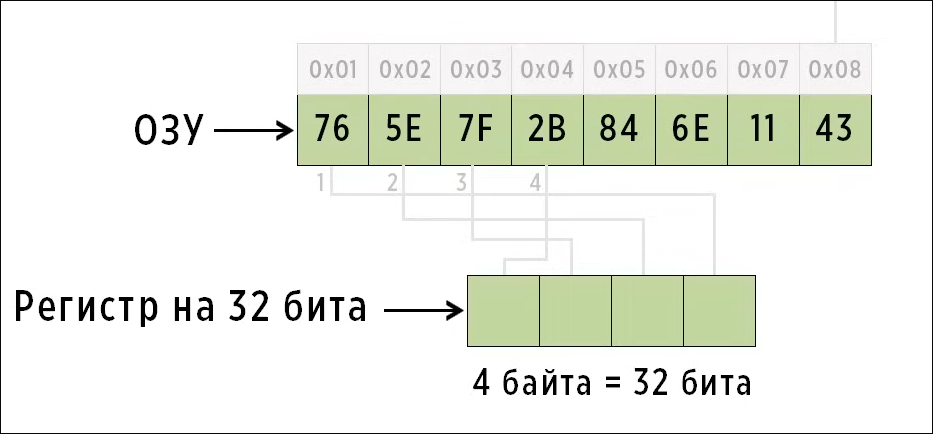 0x01 0x02 0x03 0x04 0x05 0x06 0x07 0x08
ОЗУ 76 5E 7F 2B 84 6E 11 43
1 2 3 4
Регистр на 32 бита
4 байта = 32 бита